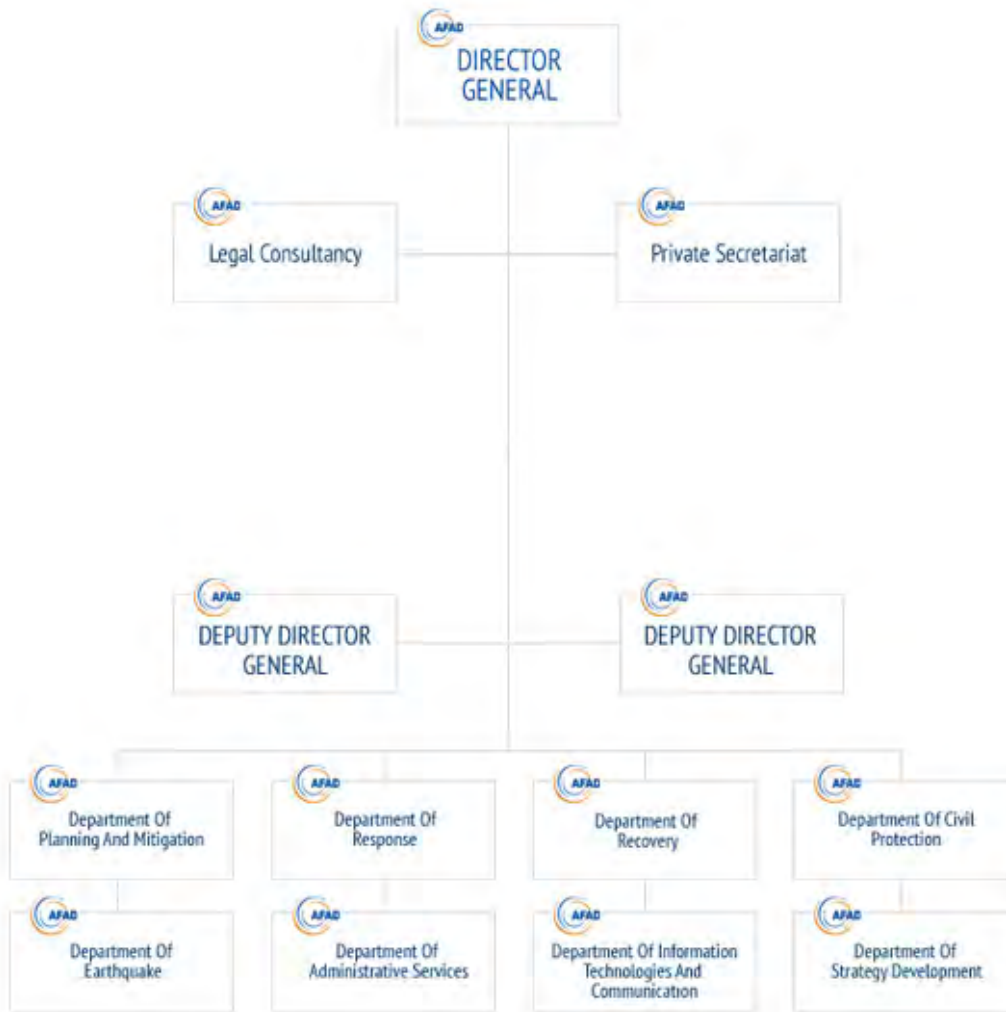 AFAD
DIRECTOR
GENERAL
AFAD
Legal Consultancy
AFAD
Private Secretariat
AFAD
DEPUTY DIRECTOR
GENERAL
AFAD
DEPUTY DIRECTOR
GENERAL
AFAD
Department Of
Planning And Mitigation
AFAD
Department Of
Response
AFAD
Department Of
Recovery
AFAD
Department Of Civil
Protection
AFAD
Department Of
Earthquake
AFAD
Department Of
Administrative Services
AFAD
Department Of Information
Technologies And
Communication
AFAD
Department Of
Strategy Development